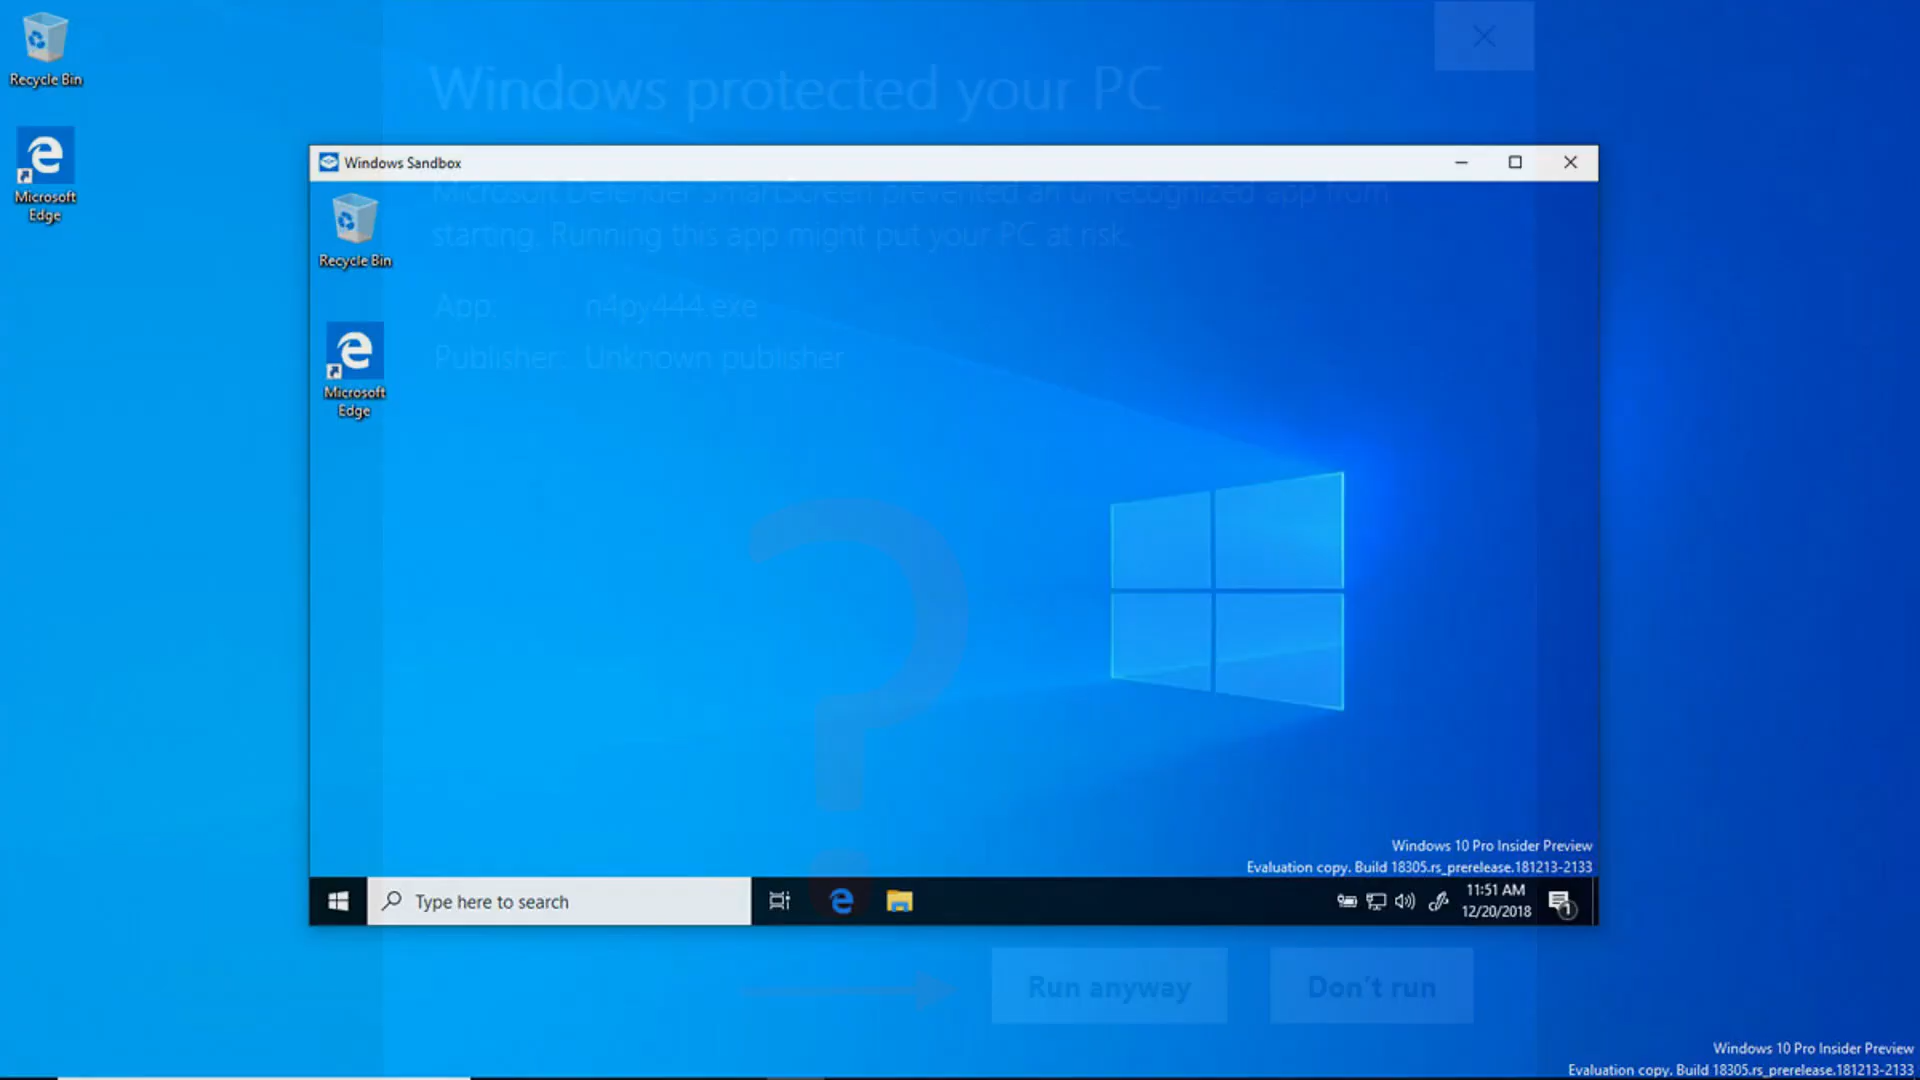 Recycle Bin
Microsoft
Edge
Windows protected your PC
Windows Sandbox
Microsoft Defender SmartScreen prevented an unrecognized app from
starting. Running this app might put your PC at risk.
Recycle Bin
App: n4py444.exe
Publisher: Unknown publisher
Microsoft
Edge
?
Windows 10 Pro Insider Preview
Evaluation copy. Build 18305.rs_prerelease.181213-2133
Type here to search
11:51 AM
12/20/2018
1
Run anyway
Don't run
Windows 10 Pro Insider Preview
Evaluation copy. Build 18305.rs_prerelease.181213-2133